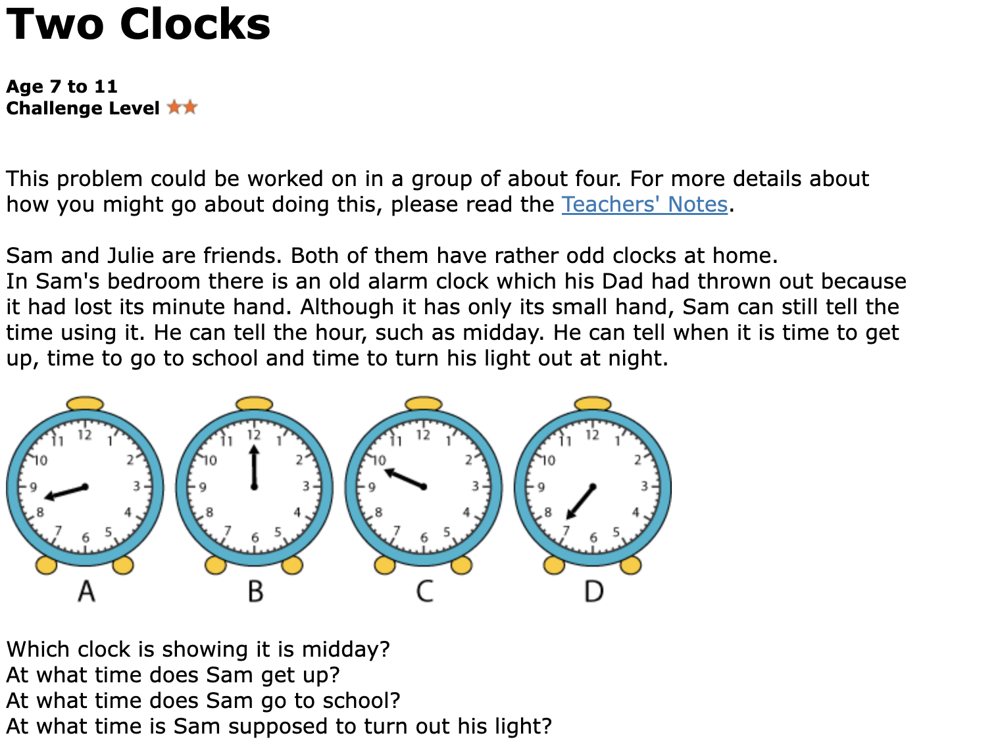 Two Clocks
Age 7 to 11
Challenge Level
This problem could be worked on in a group of about four. For more details about
how you might go about doing this, please read the Teachers' Notes.
Sam and Julie are friends. Both of them have rather odd clocks at home.
In Sam's bedroom there is an old alarm clock which his Dad had thrown out because
it had lost its minute hand. Although it has only its small hand, Sam can still tell the
time using it. He can tell the hour, such as midday. He can tell when it is time to get
up, time to go to school and time to turn his light out at night.
12 1 2 3 4 5 6 7 8 9 10 11
12 1 2 3 4 5 6 7 8 9 10 11
12 1 2 3 4 5 6 7 8 9 10 11
12 1 2 3 4 5 6 7 8 9 10 11
A B C D
Which clock is showing it is midday?
At what time does Sam get up?
At what time does Sam go to school?
At what time is Sam supposed to turn out his light?